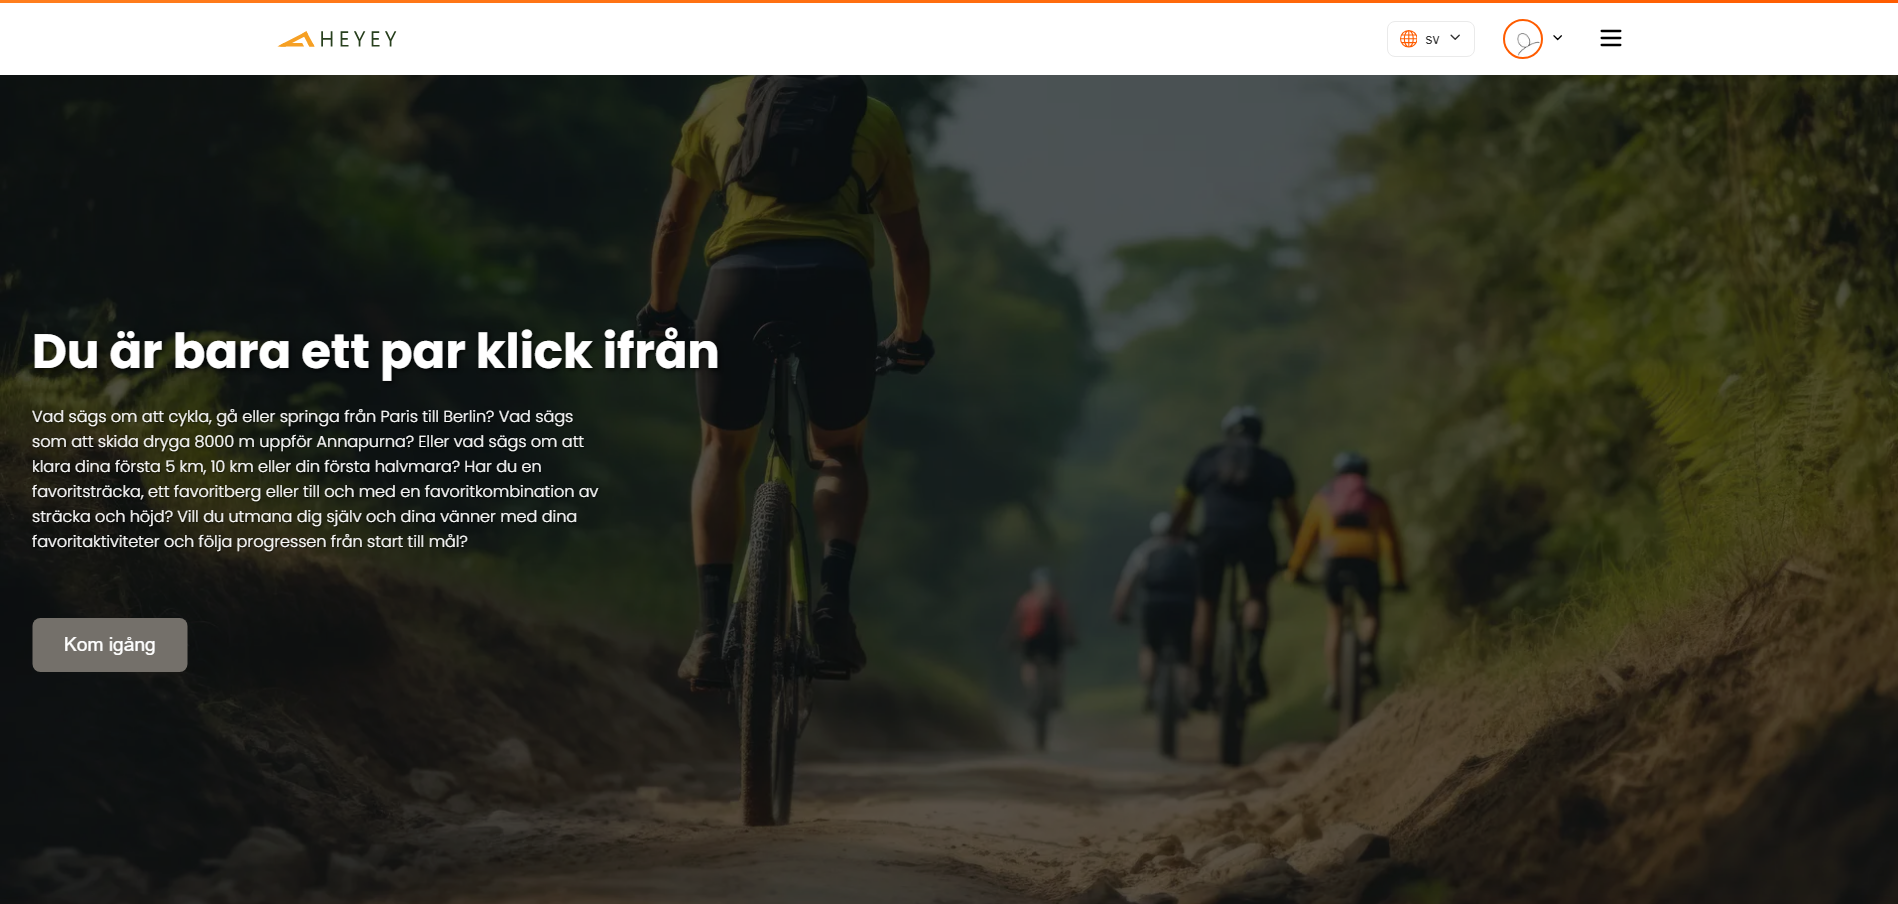 HEYEY
sv
Du är bara ett par klick ifrån
Vad sägs om att cykla, gå eller springa från Paris till Berlin? Vad sägs
som att skida dryga 8000 m uppför Annapurna? Eller vad sägs om att
klara dina första 5 km, 10 km eller din första halvmara? Har du en
favoritsträcka, ett favoritberg eller till och med en favoritkombination av
sträcka och höjd? Vill du utmana dig själv och dina vänner med dina
favoritaktiviteter och följa progressen från start till mål?
Kom igång